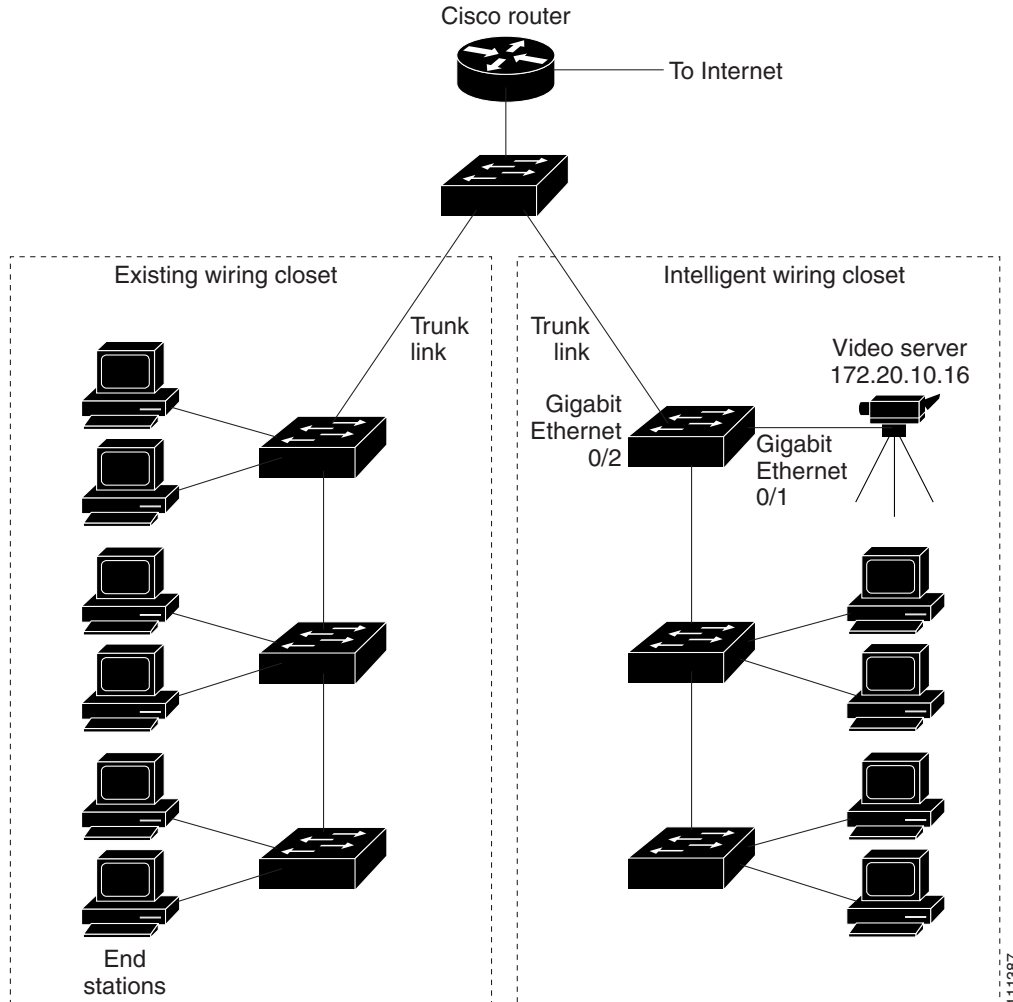 Cisco router
To Internet
Existing wiring closet
Intelligent wiring closet
Trunk
link
Trunk
link
Video server
172.20.10.16
Gigabit
Ethernet
0/2
Gigabit
Ethernet
0/1
End
stations